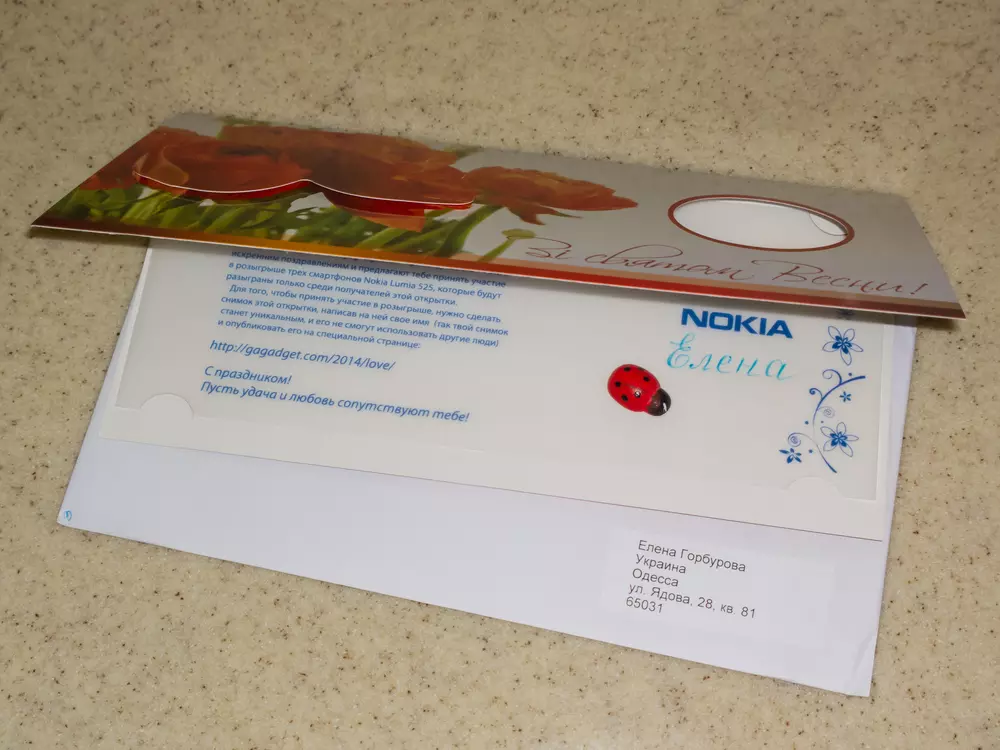 Зі святом Весни!
искренним поздравлениям и предлагают тебе принять участие
в розыгрыше трех смартфонов Nokia Lumia 525, которые будут
разыграны только среди получателей этой открытки.
Для того, чтобы принять участие в розыгрыше, нужно сделать
снимок этой открытки, написав на ней свое имя (так твой снимок
станет уникальным, и его не смогут использовать другие люди)
и опубликовать его на специальной странице:
http://gagadget.com/2014/love/
С праздником!
Пусть удача и любовь сопутствуют тебе!
NOKIA
Елена
Елена Горбурова
Украина
Одесса
ул. Ядова, 28, кв. 81
65031